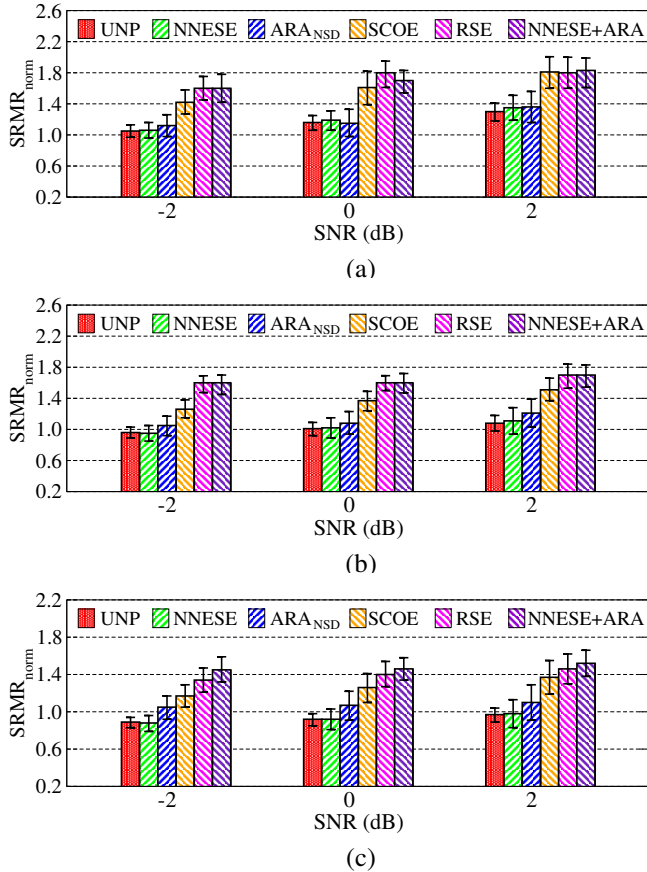 2.6
UNP NNESE ARA_NSD SCOE RSE NNESE+ARA
2.2
1.8
1.4
1.0
0.6
0.2
SRMR_norm
-2 0 2
SNR (dB)
(a)
2.6
UNP NNESE ARA_NSD SCOE RSE NNESE+ARA
2.2
1.8
1.4
1.0
0.6
0.2
SRMR_norm
-2 0 2
SNR (dB)
(b)
2.2
UNP NNESE ARA_NSD SCOE RSE NNESE+ARA
1.8
1.4
1.0
0.6
0.2
SRMR_norm
-2 0 2
SNR (dB)
(c)